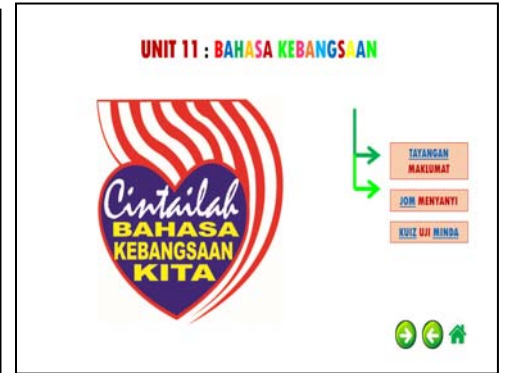 UNIT 11 : BAHASA KEBANGSAAN
Cintailah
BAHASA
KEBANGSAAN
KITA
TAYANGAN
MAKLUMAT
JOM MENYANYI
KUIZ UJI MINDA